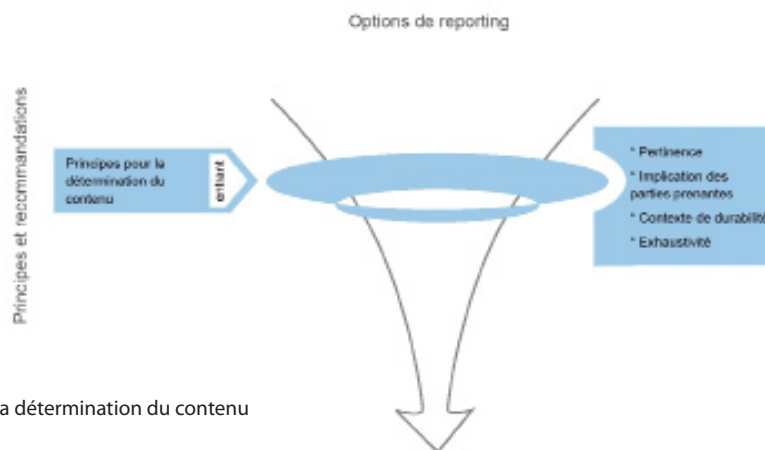 Options de reporting
Principes et recommandations
Principes pour la
détermination du
contenu
entrant
* Pertinence
* Implication des
parties prenantes
* Contexte de durabilité
* Exhaustivité
a détermination du contenu